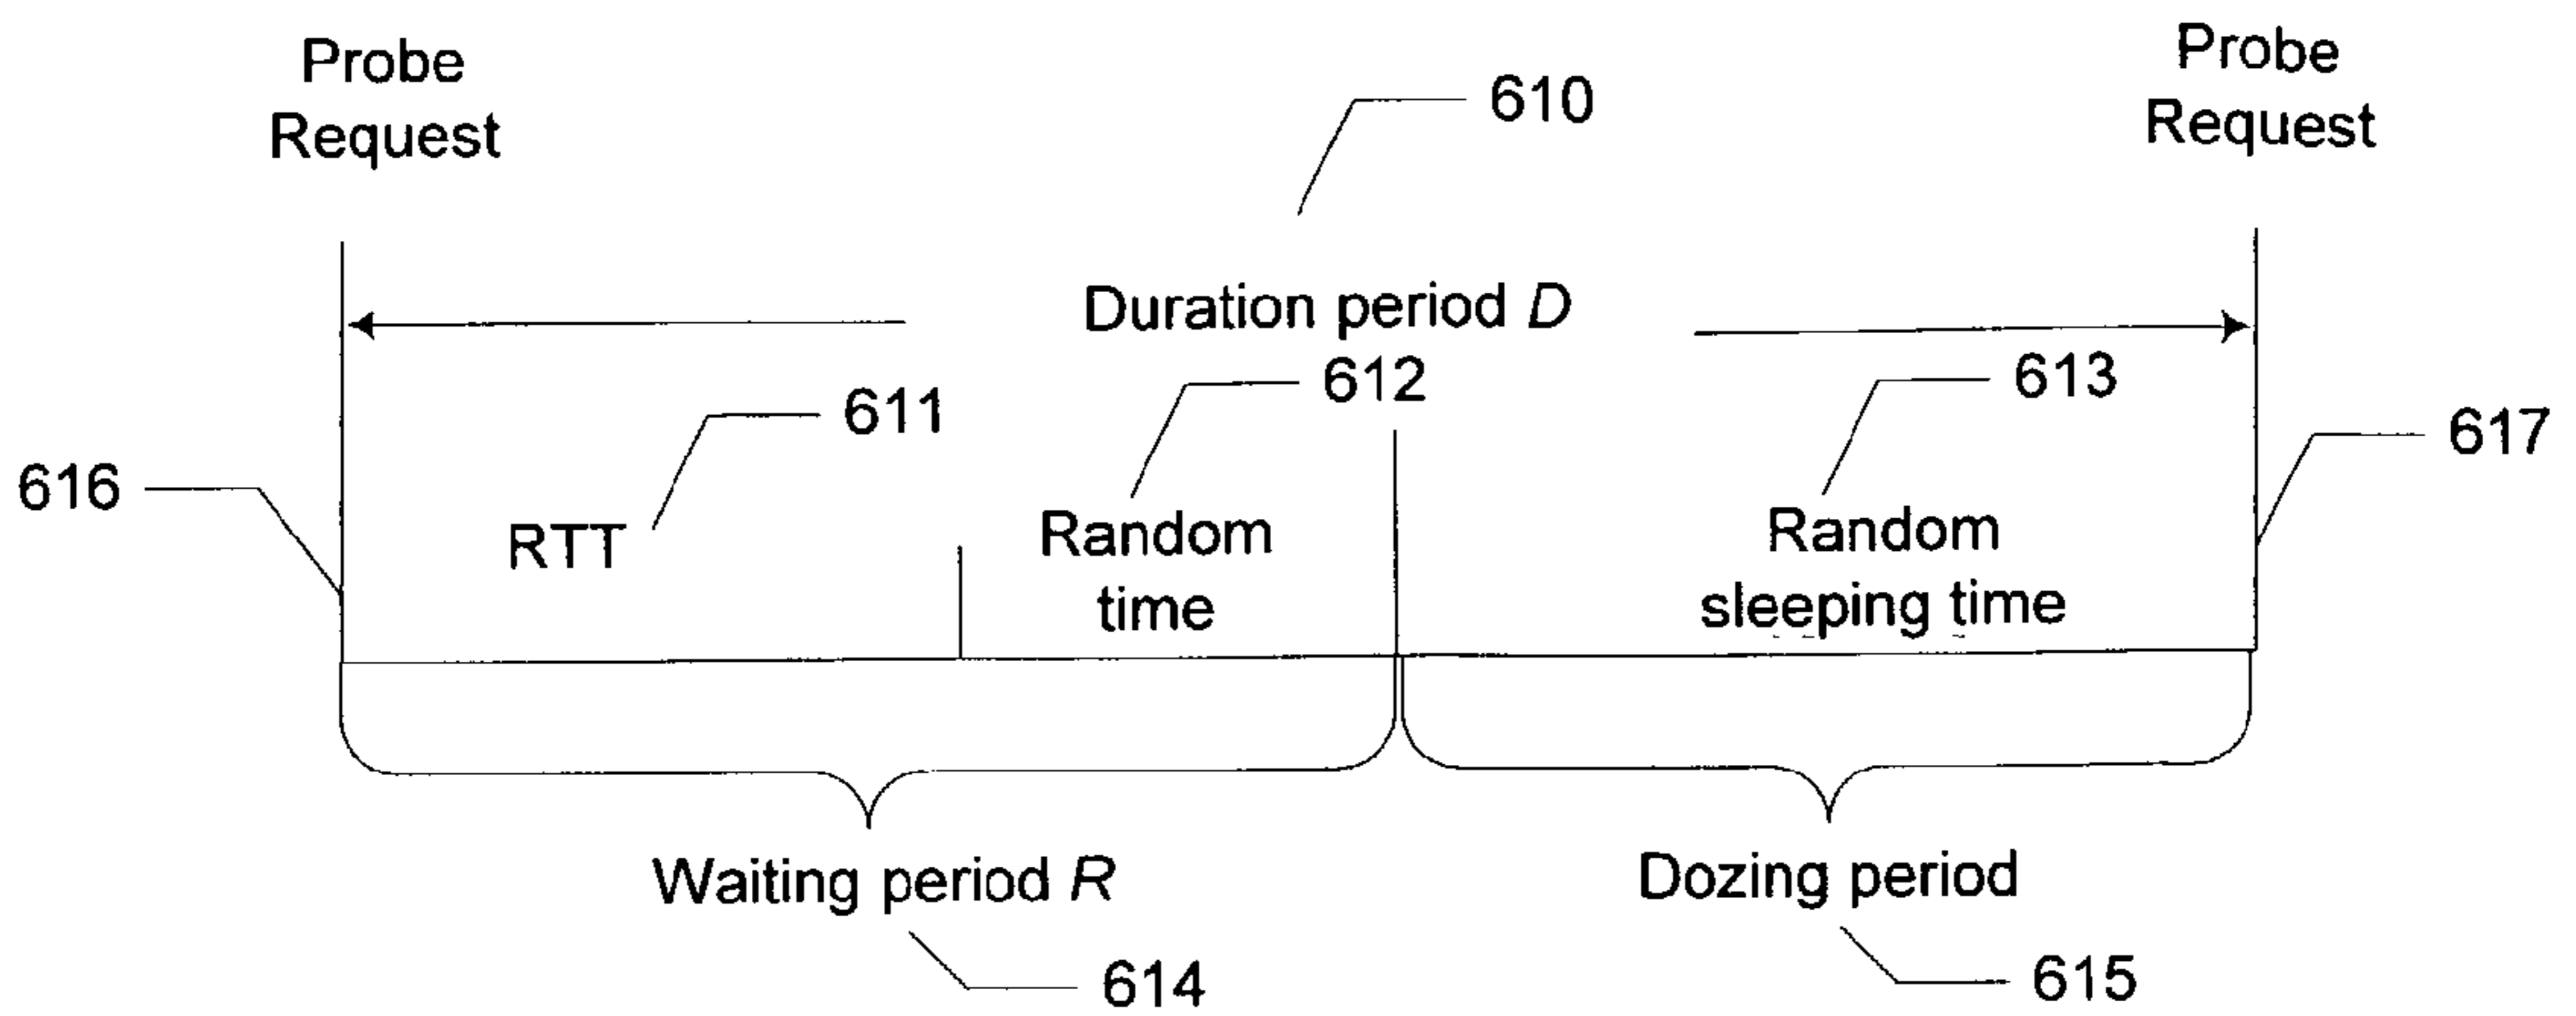 Probe
Request
Probe
Request
610
Duration period D
611
612
613
616
617
RTT
Random
time
Random
sleeping time
Waiting period R
Dozing period
614
615